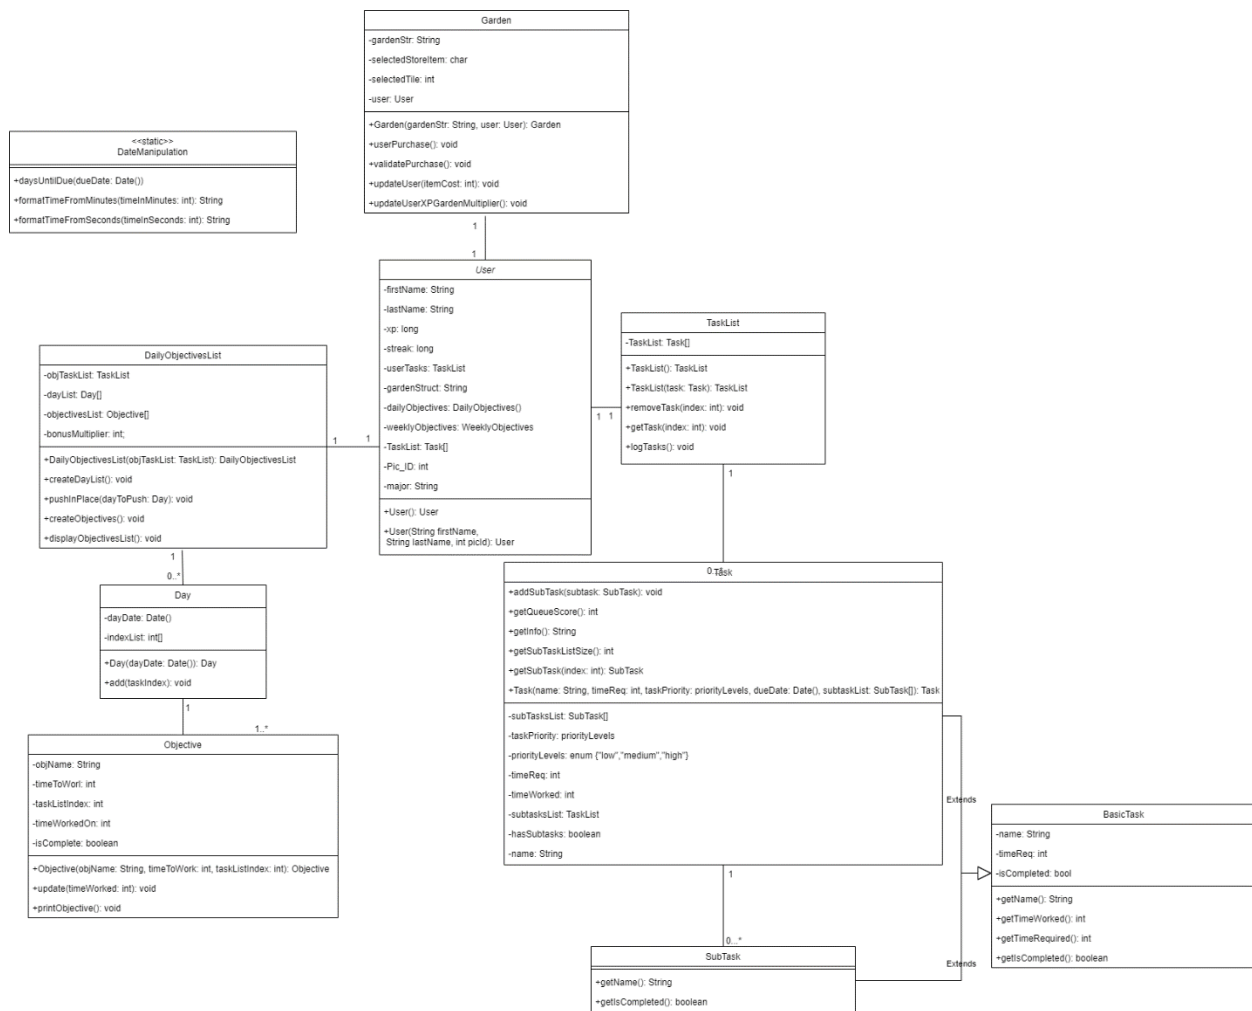 Garden
-gardenStr: String
-selectedStoreItem: char
-selectedTile: int
-user: User
+Garden(gardenStr: String, user: User): Garden
+userPurchase(): void
+validatePurchase(): void
+updateUser(itemCost: int): void
+updateUserXPGardenMultiplier(): void
<<static>>
DateManipulation
+daysUntilDue(dueDate: Date())
+formatTimeFromMinutes(timeInMinutes: int): String
+formatTimeFromSeconds(timeInSeconds: int): String
1
1
User
-firstName: String
-lastName: String
-xp: long
-streak: long
-userTasks: TaskList
-gardenStruct: String
-dailyObjectives: DailyObjectives()
-weeklyObjectives: WeeklyObjectives
-TaskList: Task[]
-Pic_ID: int
-major: String
+User(): User
+User(String firstName,
String lastName, int picId): User
1
1
TaskList
-TaskList: Task[]
+TaskList(): TaskList
+TaskList(task: Task): TaskList
+removeTask(index: int): void
+getTask(index: int): void
+logTasks(): void
DailyObjectivesList
-objTaskList: TaskList
-dayList: Day[]
-objectivesList: Objective[]
-bonusMultiplier: int;
+DailyObjectivesList(objTaskList: TaskList): DailyObjectivesList
+createDayList(): void
+pushInPlace(dayToPush: Day): void
+createObjectives(): void
+displayObjectivesList(): void
1
1
1
0..*
Day
-dayDate: Date()
-indexList: int[]
+Day(dayDate: Date()): Day
+add(taskIndex): void
1
1..*
Objective
-objName: String
-timeToWorl: int
-taskListIndex: int
-timeWorkedOn: int
-isComplete: boolean
+Objective(objName: String, timeToWork: int, taskListIndex: int): Objective
+update(timeWorked: int): void
+printObjective(): void
1
0..*
Task
+addSubTask(subtask: SubTask): void
+getQueueScore(): int
+getInfo(): String
+getSubTaskListSize(): int
+getSubTask(index: int): SubTask
+Task(name: String, timeReq: int, taskPriority: priorityLevels, dueDate: Date(), subtaskList: SubTask[]): Task
-subTasksList: SubTask[]
-taskPriority: priorityLevels
-priorityLevels: enum {"low","medium","high"}
-timeReq: int
-timeWorked: int
-subtasksList: TaskList
-hasSubtasks: boolean
-name: String
Extends
BasicTask
-name: String
-timeReq: int
-isCompleted: bool
+getName(): String
+getTimeWorked(): int
+getTimeRequired(): int
+getIsCompleted(): boolean
1
0...*
SubTask
+getName(): String
+getIsCompleted(): boolean
Extends